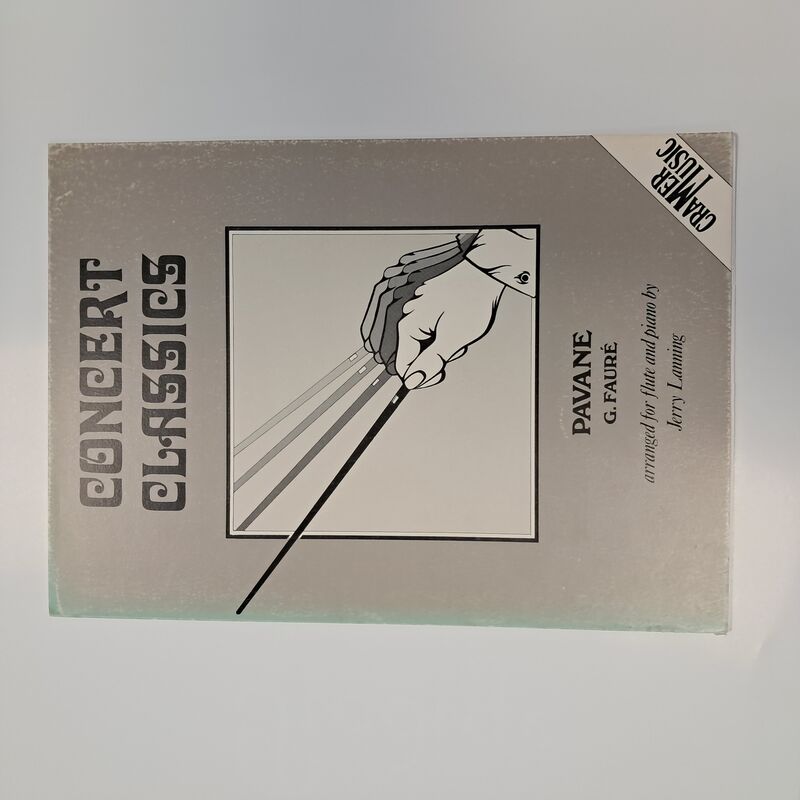 CONCERT
CLASSICS
PAVANE
G. FAURÉ
arranged for flute and piano by
Jerry Lanning
CRAMER
MUSIC